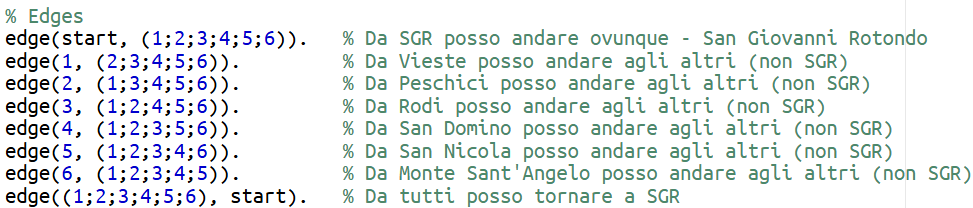 % Edges
edge(start, (1;2;3;4;5;6)).   % Da SGR posso andare ovunque - San Giovanni Rotondo
edge(1, (2;3;4;5;6)).         % Da Vieste posso andare agli altri (non SGR)
edge(2, (1;3;4;5;6)).         % Da Peschici posso andare agli altri (non SGR)
edge(3, (1;2;4;5;6)).         % Da Rodi posso andare agli altri (non SGR)
edge(4, (1;2;3;5;6)).         % Da San Domino posso andare agli altri (non SGR)
edge(5, (1;2;3;4;6)).         % Da San Nicola posso andare agli altri (non SGR)
edge(6, (1;2;3;4;5)).         % Da Monte Sant'Angelo posso andare agli altri (non SGR)
edge((1;2;3;4;5;6), start).   % Da tutti posso tornare a SGR